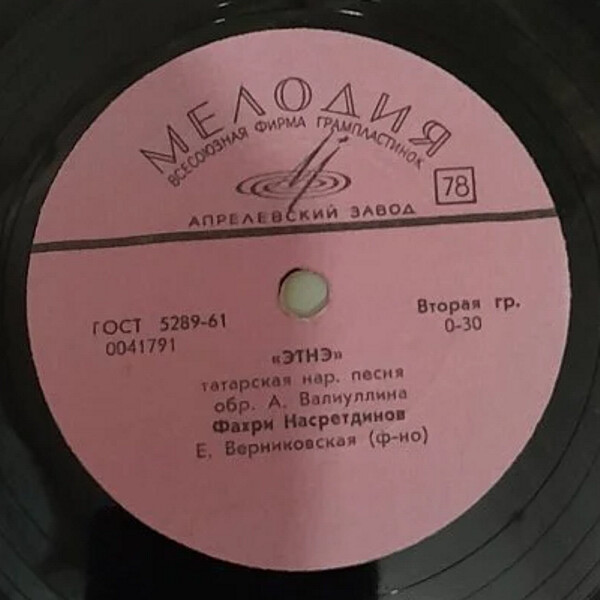 МЕЛОДИЯ
ВСЕСОЮЗНАЯ ФИРМА ГРАМПЛАСТИНОК
78
АПРЕЛЕВСКИЙ ЗАВОД
ГОСТ 5289-61
0041791
Вторая гр.
0-30
«ЭТНЭ»
татарская нар. песня
обр. А. Валиуллина
Фахри Насретдинов
Е. Верниковская (ф-но)